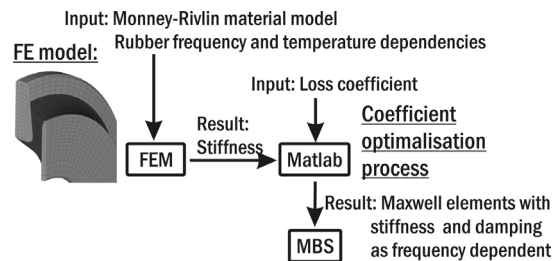 Input: Monney-Rivlin material model
Rubber frequency and temperature dependencies
FE model:
Input: Loss coefficient
Result:
Stiffness
Coefficient
optimalisation
process
FEM
Matlab
Result: Maxwell elements with
stiffness and damping
as frequency dependent
MBS